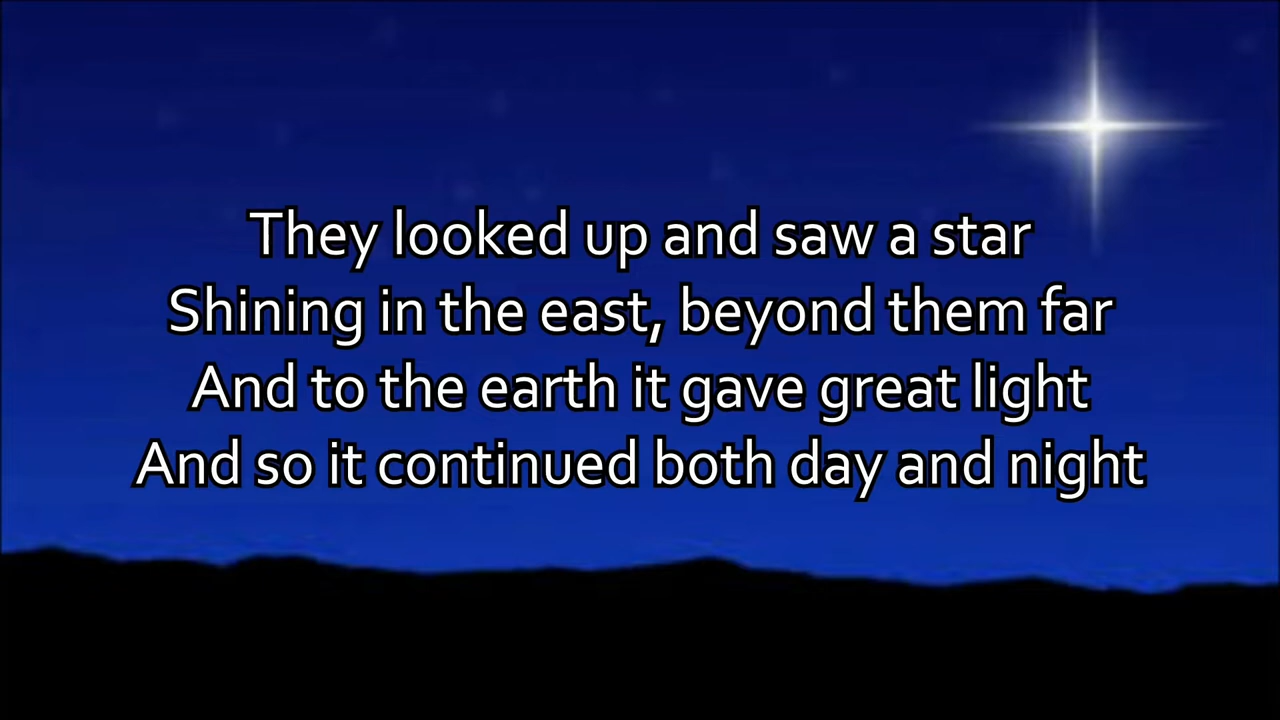 They looked up and saw a star
Shining in the east, beyond them far
And to the earth it gave great light
And so it continued both day and night